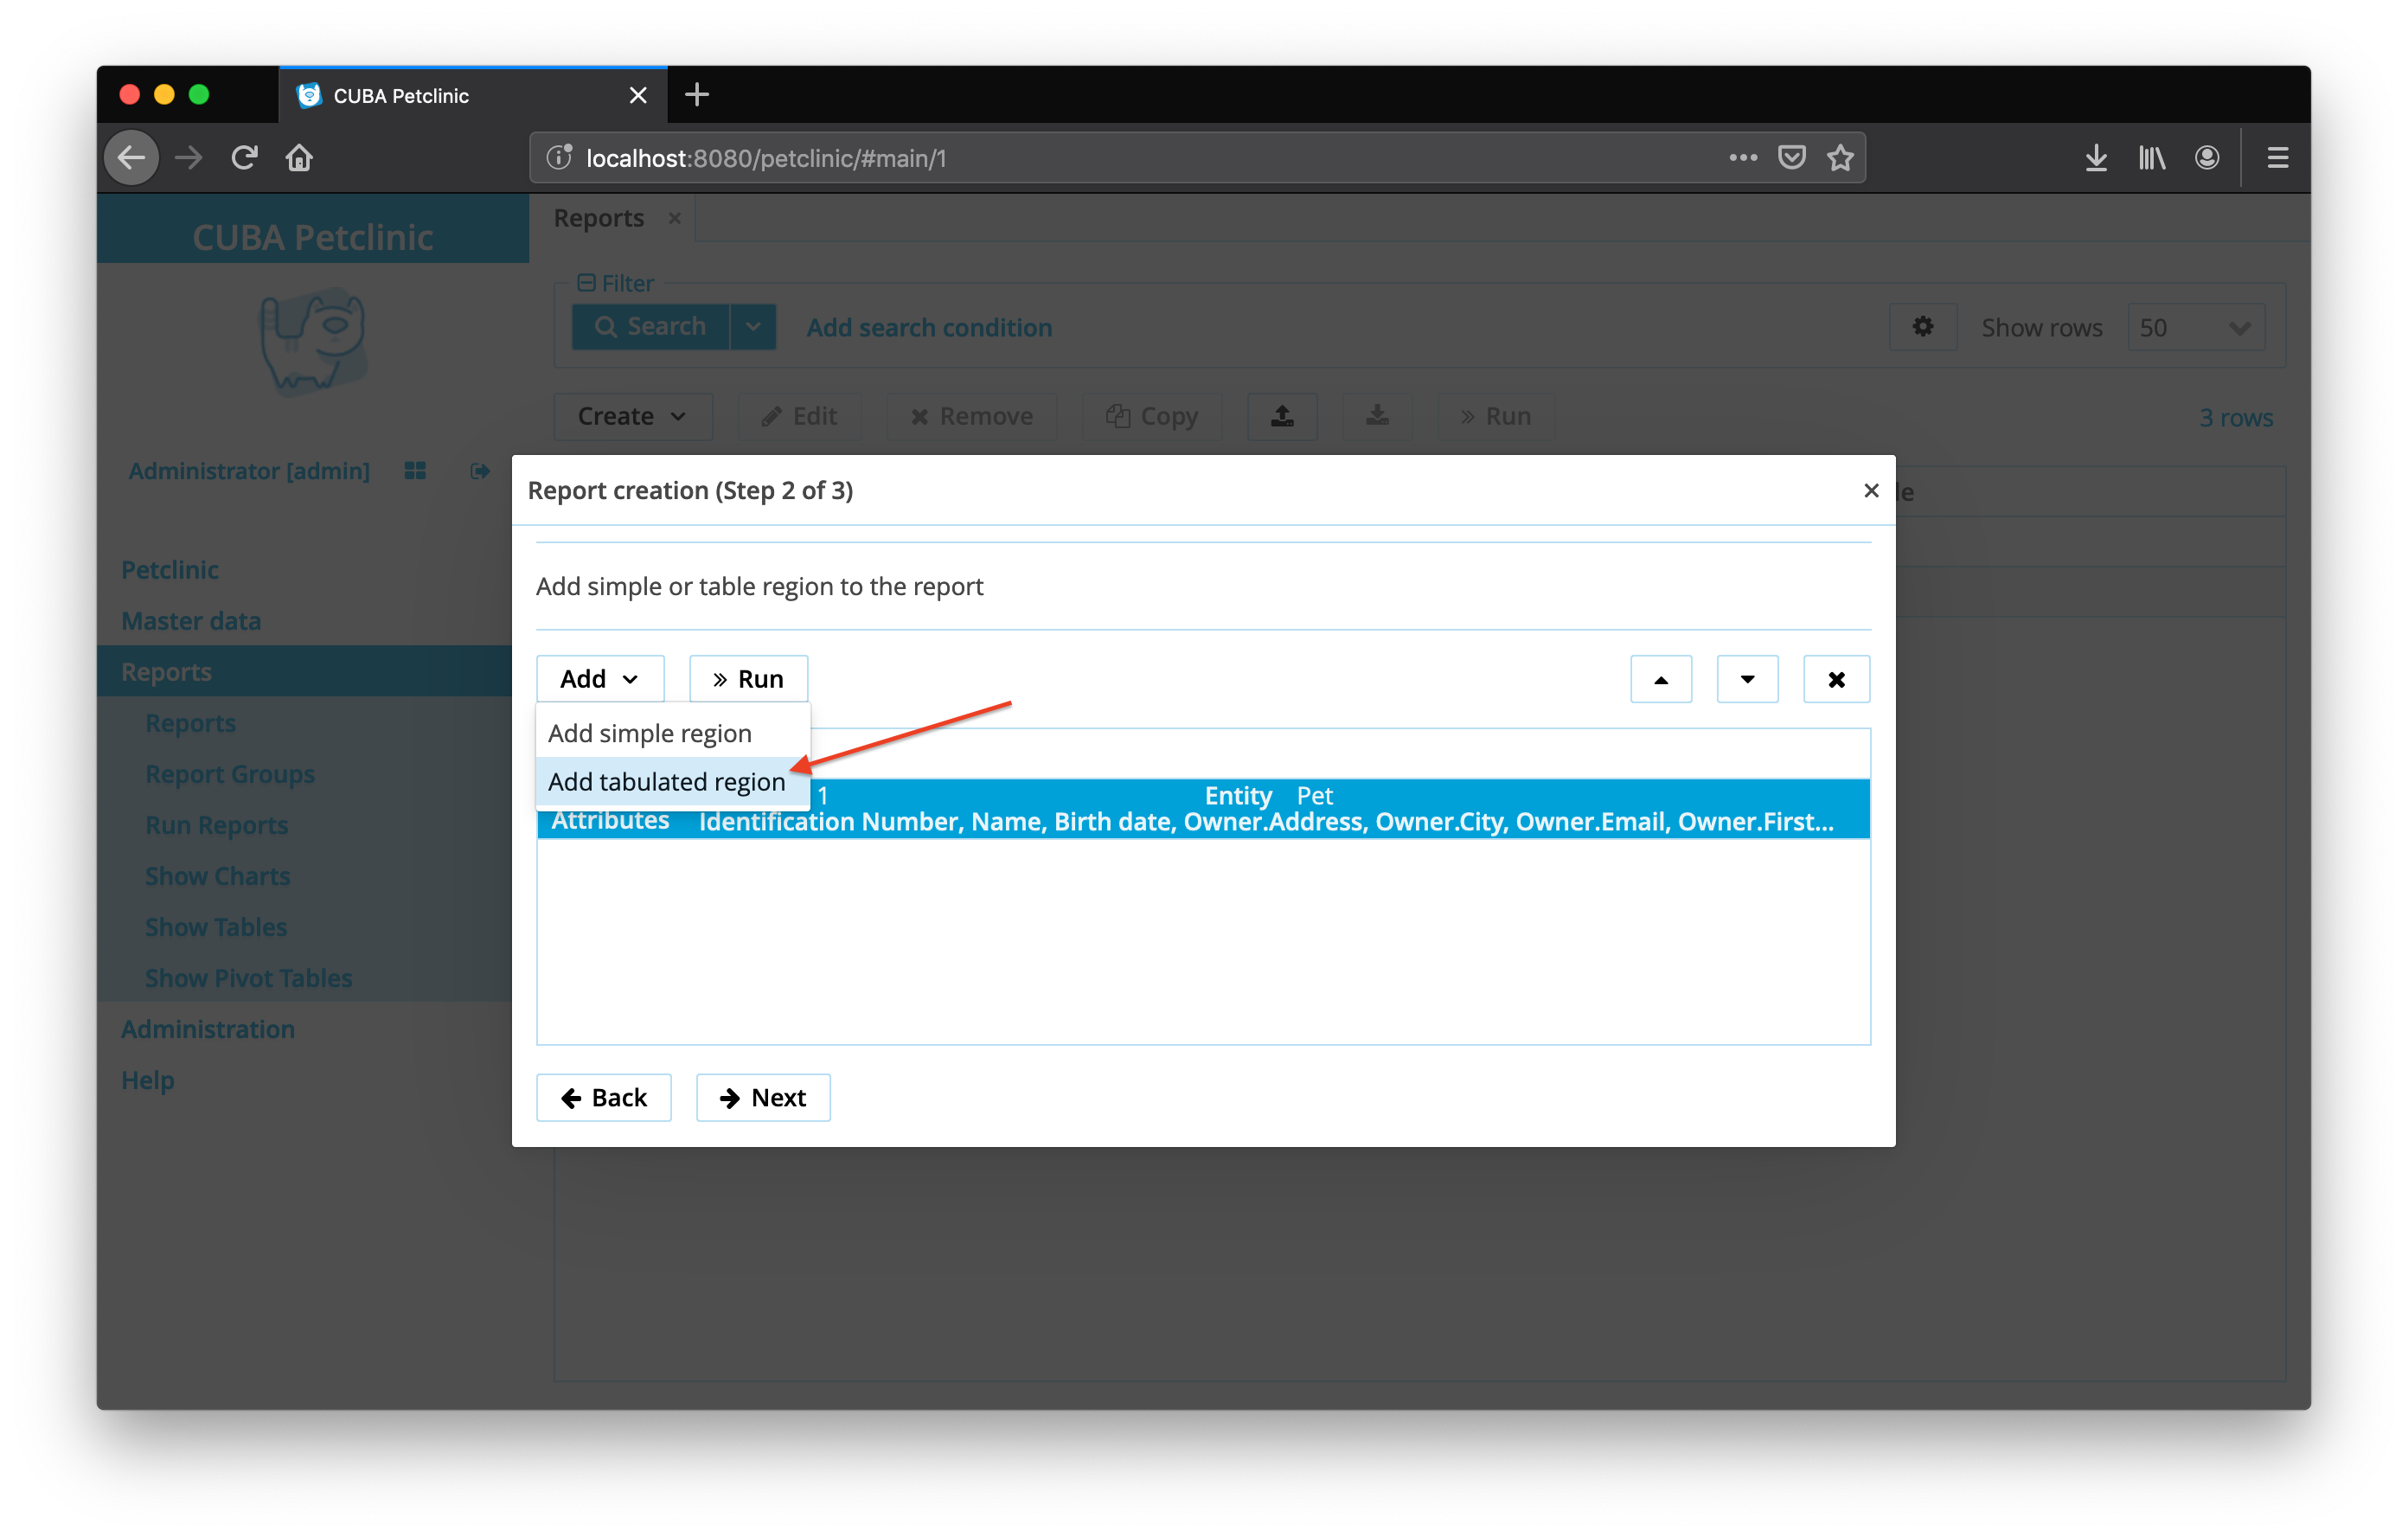 CUBA Petclinic
localhost:8080/petclinic/#main/1
CUBA Petclinic
Reports
Filter
Search
Add search condition
Show rows
50
Create
Edit
Remove
Copy
Run
3 rows
Administrator [admin]
Petclinic
Master data
Reports
Reports
Report Groups
Run Reports
Show Charts
Show Tables
Show Pivot Tables
Administration
Help
Report creation (Step 2 of 3)
le
Add simple or table region to the report
Add
Run
Add simple region
Add tabulated region
1
Entity Pet
Attributes Identification Number, Name, Birth date, Owner.Address, Owner.City, Owner.Email, Owner.First...
Back
Next